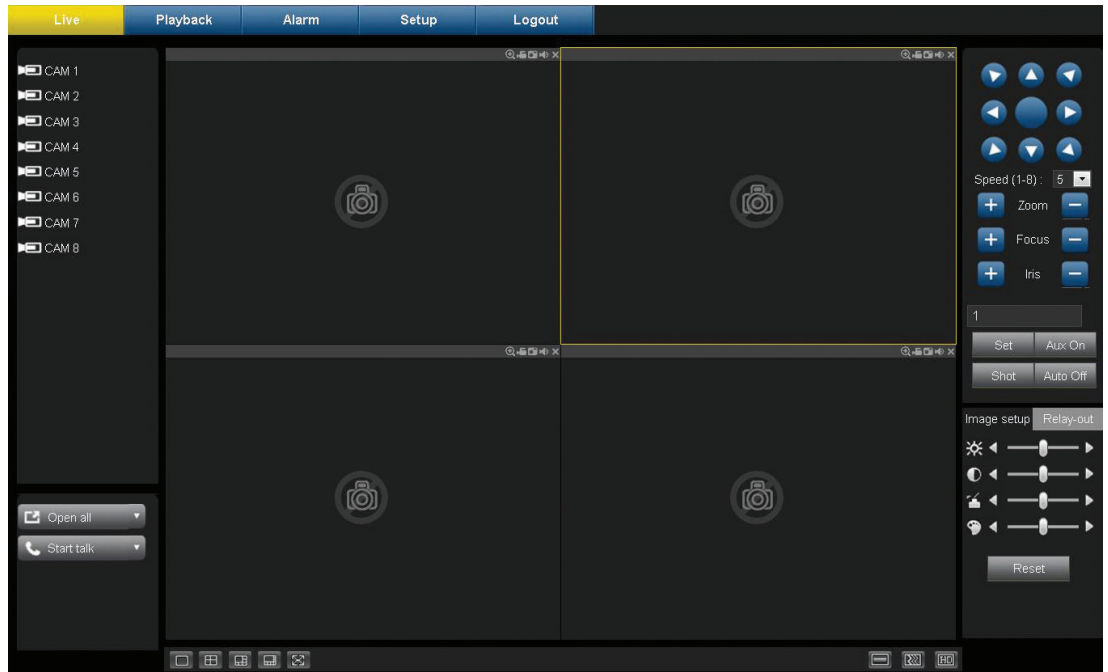 Live Playback Alarm Setup Logout
CAM 1
CAM 2
CAM 3
CAM 4
CAM 5
CAM 6
CAM 7
CAM 8
Open all
Start talk
Speed (1-8) : 5
Zoom
Focus
Iris
1
Set Aux On
Shot Auto Off
Image setup Relay-out
Reset
HD